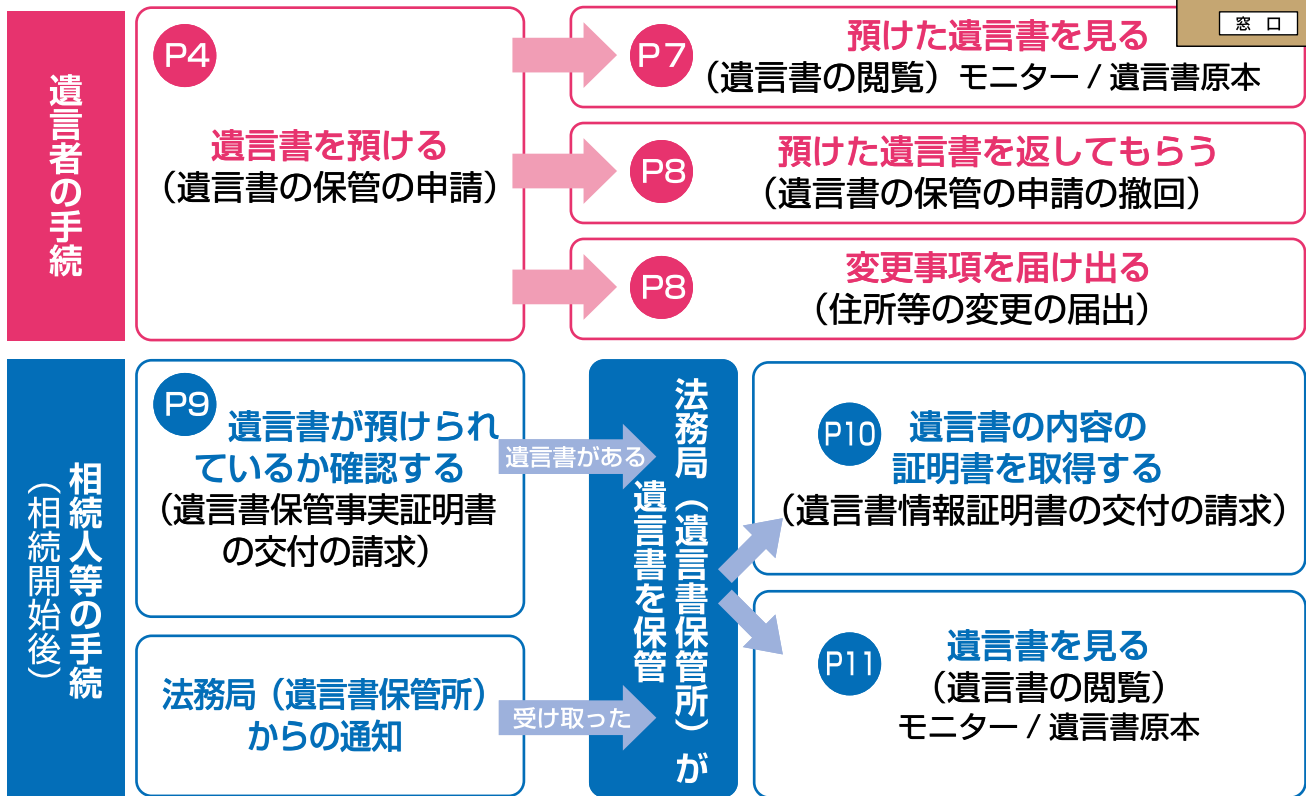 窓 口
遺言者の手続
P4
遺言書を預ける
（遺言書の保管の申請）
P7
預けた遺言書を見る
（遺言書の閲覧）モニター / 遺言書原本
P8
預けた遺言書を返してもらう
（遺言書の保管の申請の撤回）
P8
変更事項を届け出る
（住所等の変更の届出）
相続人等の手続
（相続開始後）
P9
遺言書が預けられ
ているか確認する
（遺言書保管事実証明書
の交付の請求）
遺言書がある
法務局（遺言書保管所）からの通知
受け取った
法務局（遺言書保管所）が
遺言書を保管
P10
遺言書の内容の
証明書を取得する
（遺言書情報証明書の交付の請求）
P11
遺言書を見る
（遺言書の閲覧）
モニター / 遺言書原本